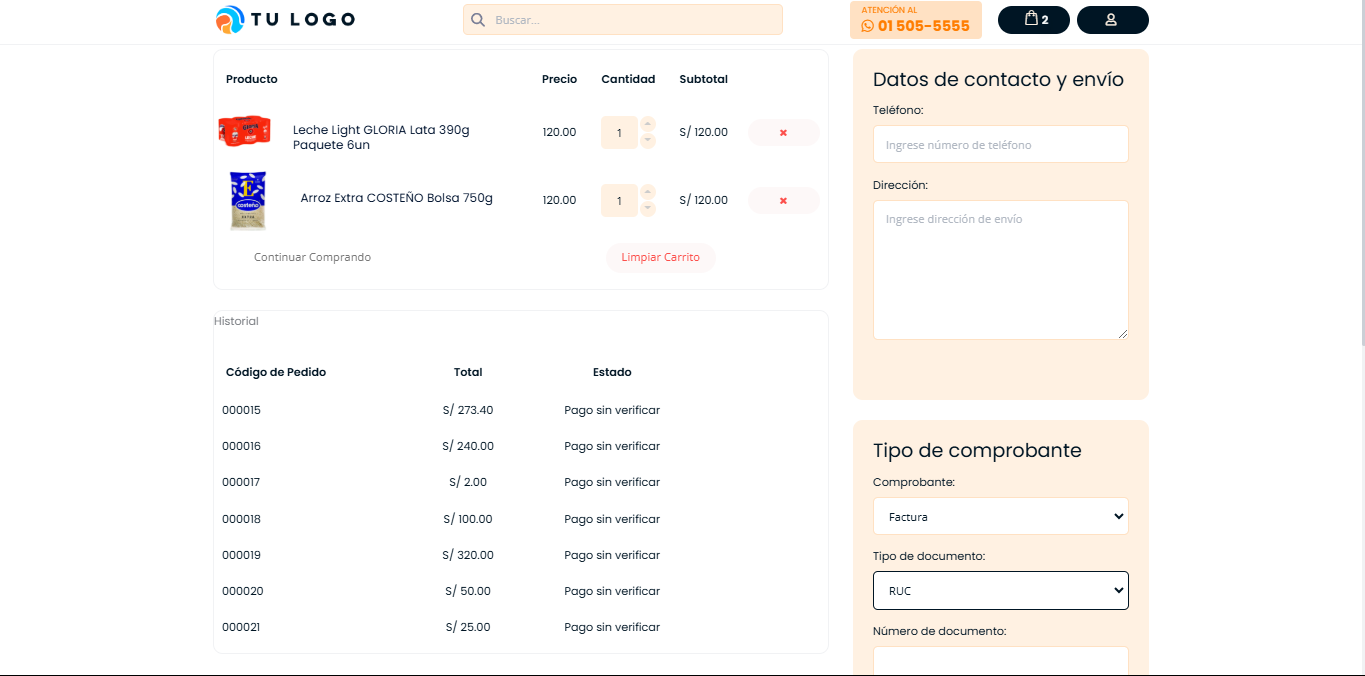 TU LOGO
Buscar...
ATENCIÓN AL
01 505-5555
2
Producto Precio Cantidad Subtotal
Leche Light GLORIA Lata 390g
Paquete 6un
120.00 1 S/ 120.00
Arroz Extra COSTEÑO Bolsa 750g 120.00 1 S/ 120.00
Continuar Comprando Limpiar Carrito
Historial
Código de Pedido Total Estado
000015 S/ 273.40 Pago sin verificar
000016 S/ 240.00 Pago sin verificar
000017 S/ 2.00 Pago sin verificar
000018 S/ 100.00 Pago sin verificar
000019 S/ 320.00 Pago sin verificar
000020 S/ 50.00 Pago sin verificar
000021 S/ 25.00 Pago sin verificar
Datos de contacto y envío
Teléfono:
Ingrese número de teléfono
Dirección:
Ingrese dirección de envío
Tipo de comprobante
Comprobante:
Factura
Tipo de documento:
RUC
Número de documento: